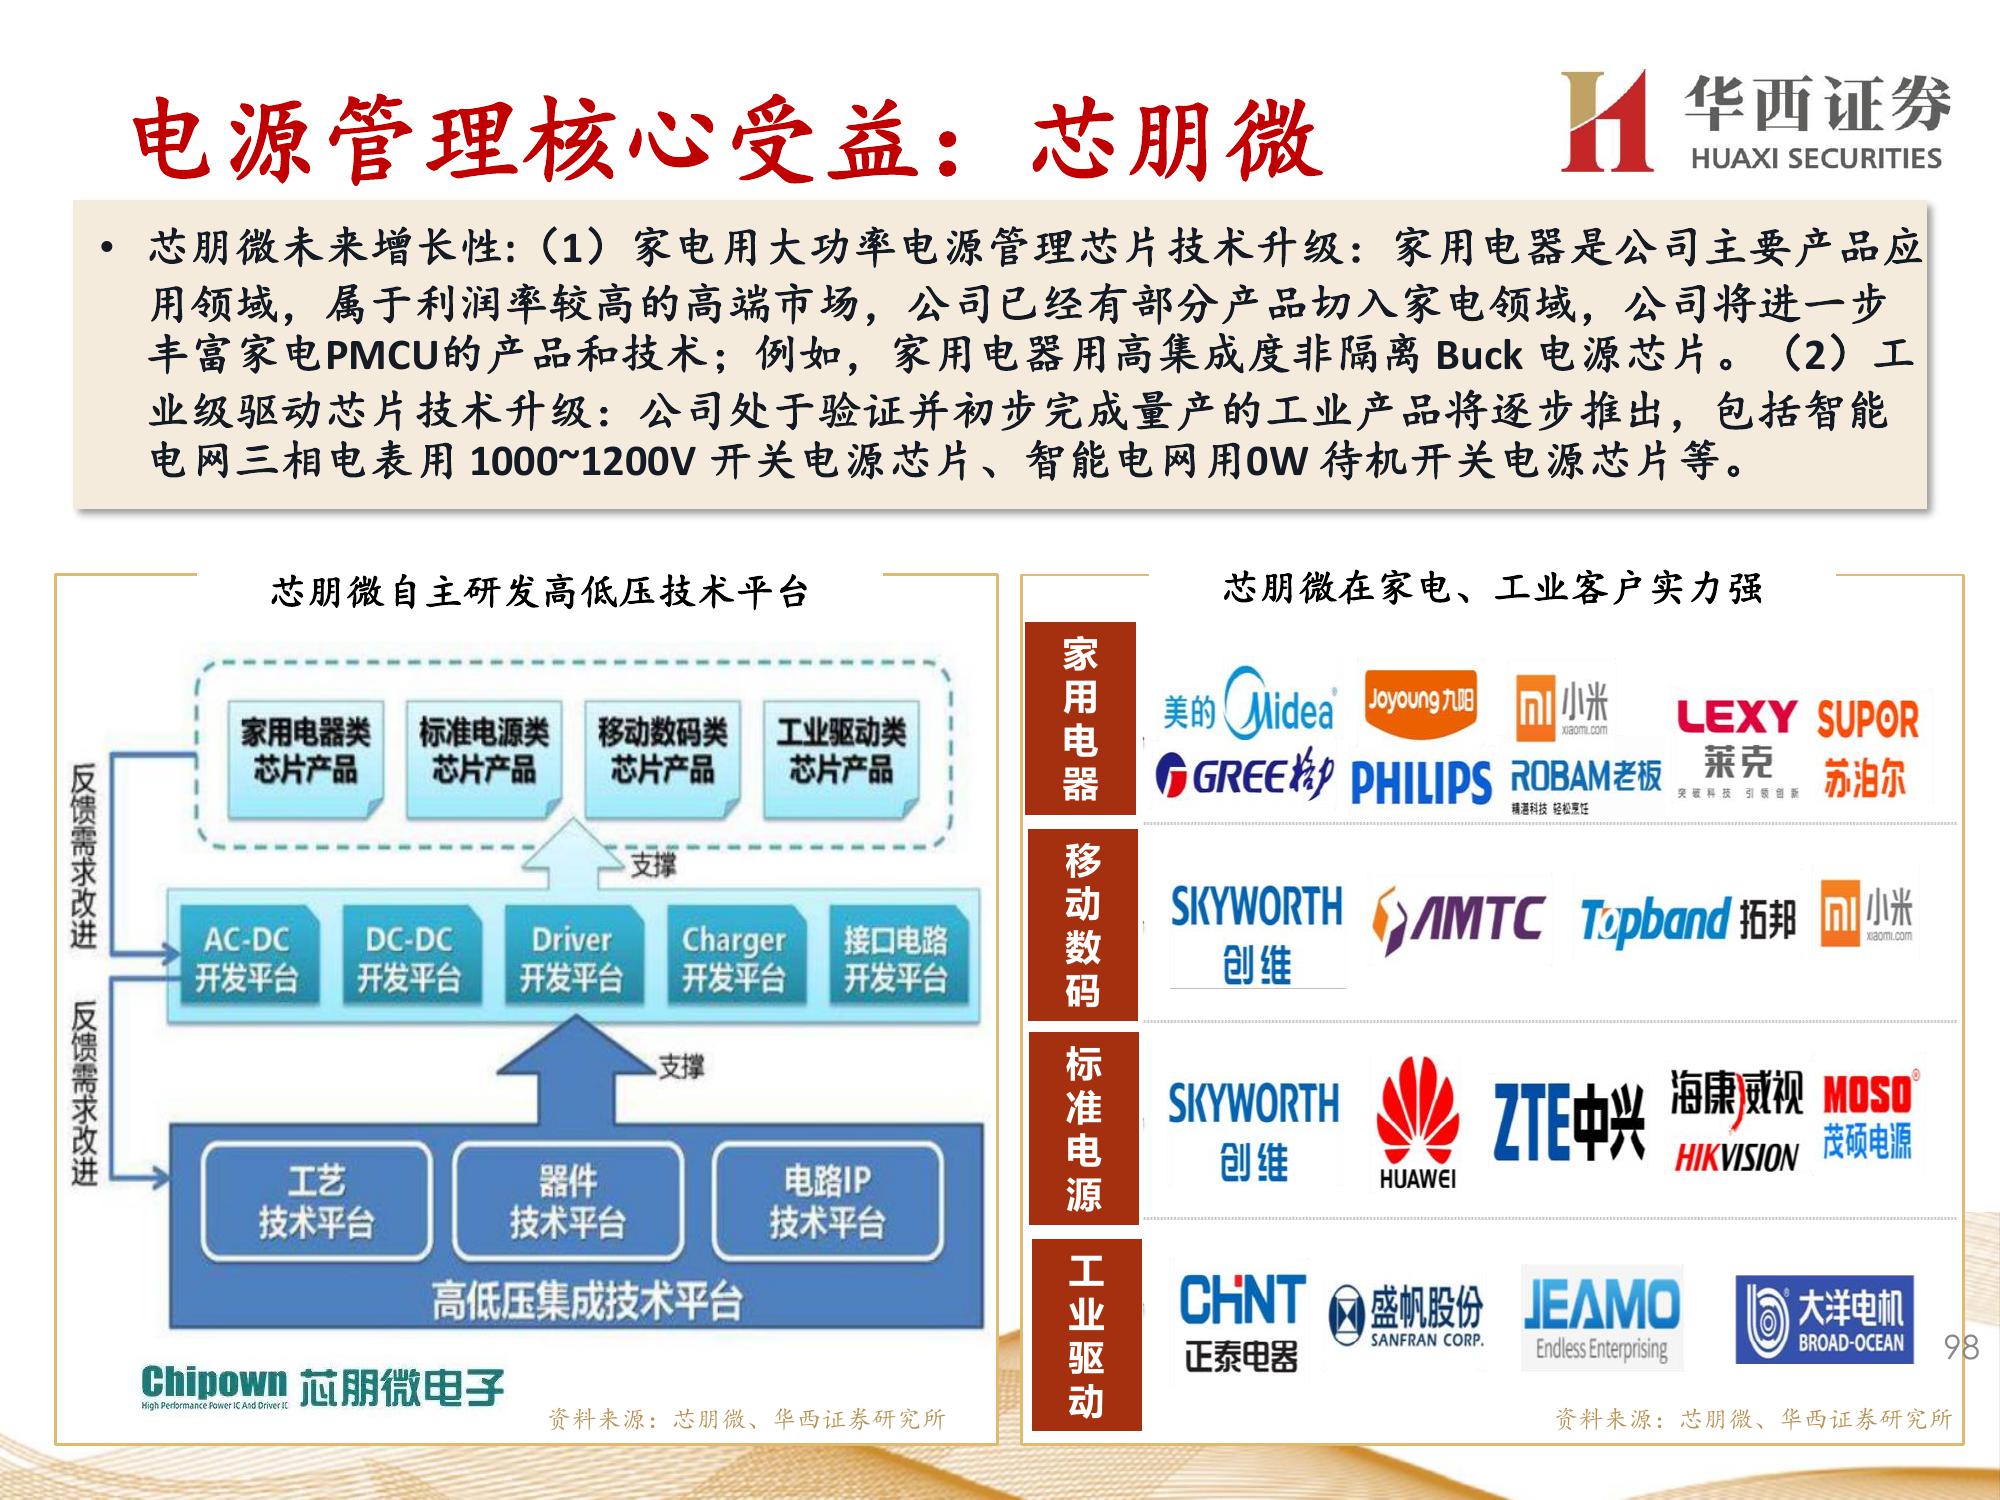 电源管理核心受益：芯朋微
华西证券
HUAXI SECURITIES
• 芯朋微未来增长性:（1）家电用大功率电源管理芯片技术升级：家用电器是公司主要产品应
用领域，属于利润率较高的高端市场，公司已经有部分产品切入家电领域，公司将进一步
丰富家电PMCU的产品和技术；例如，家用电器用高集成度非隔离 Buck 电源芯片。（2）工
业级驱动芯片技术升级：公司处于验证并初步完成量产的工业产品将逐步推出，包括智能
电网三相电表用 1000~1200V 开关电源芯片、智能电网用0W 待机开关电源芯片等。
芯朋微自主研发高低压技术平台
家用电器类
芯片产品
标准电源类
芯片产品
移动数码类
芯片产品
工业驱动类
芯片产品
反馈需求改进
支撑
AC-DC
开发平台
DC-DC
开发平台
Driver
开发平台
Charger
开发平台
接口电路
开发平台
反馈需求改进
支撑
工艺
技术平台
器件
技术平台
电路IP
技术平台
高低压集成技术平台
Chipown 芯朋微电子
High Performance Power IC And Driver IC
资料来源：芯朋微、华西证券研究所
芯朋微在家电、工业客户实力强
家用电器
美的 Midea
Joyoung九阳
小米
xiaomi.com
LEXY
莱克
突破科技 引领创新
SUPOR
苏泊尔
GREE格力
PHILIPS
ROBAM老板
精湛科技 轻松烹饪
移动数码
SKYWORTH
创维
AMTC
Topband 拓邦
小米
xiaomi.com
标准电源
SKYWORTH
创维
HUAWEI
ZTE中兴
海康威视
HIKVISION
MOSO®
茂硕电源
工业驱动
CHNT
正泰电器
盛帆股份
SANFRAN CORP.
JEAMO
Endless Enterprising
大洋电机
BROAD-OCEAN
资料来源：芯朋微、华西证券研究所
98